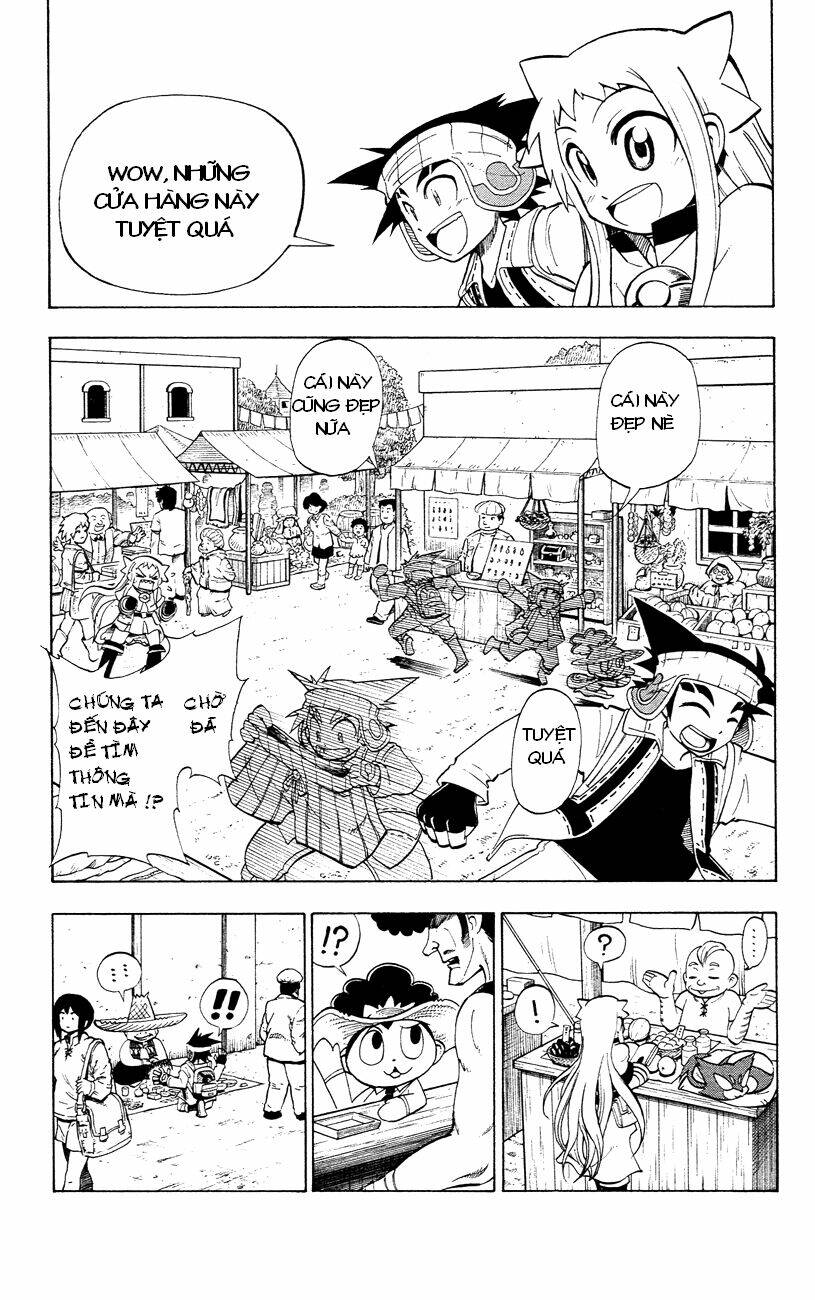 WOW, NHỮNG
CỬA HÀNG NÀY
TUYỆT QUÁ
CÁI NÀY
CŨNG ĐẸP
NỮA
CÁI NÀY
ĐẸP NÈ
CHÚNG TA
ĐẾN ĐÂY
ĐỂ TÌM
THÔNG
TIN MÀ !?
CHỜ
ĐÃ
TUYỆT
QUÁ
...
!!
!?
?
!
....